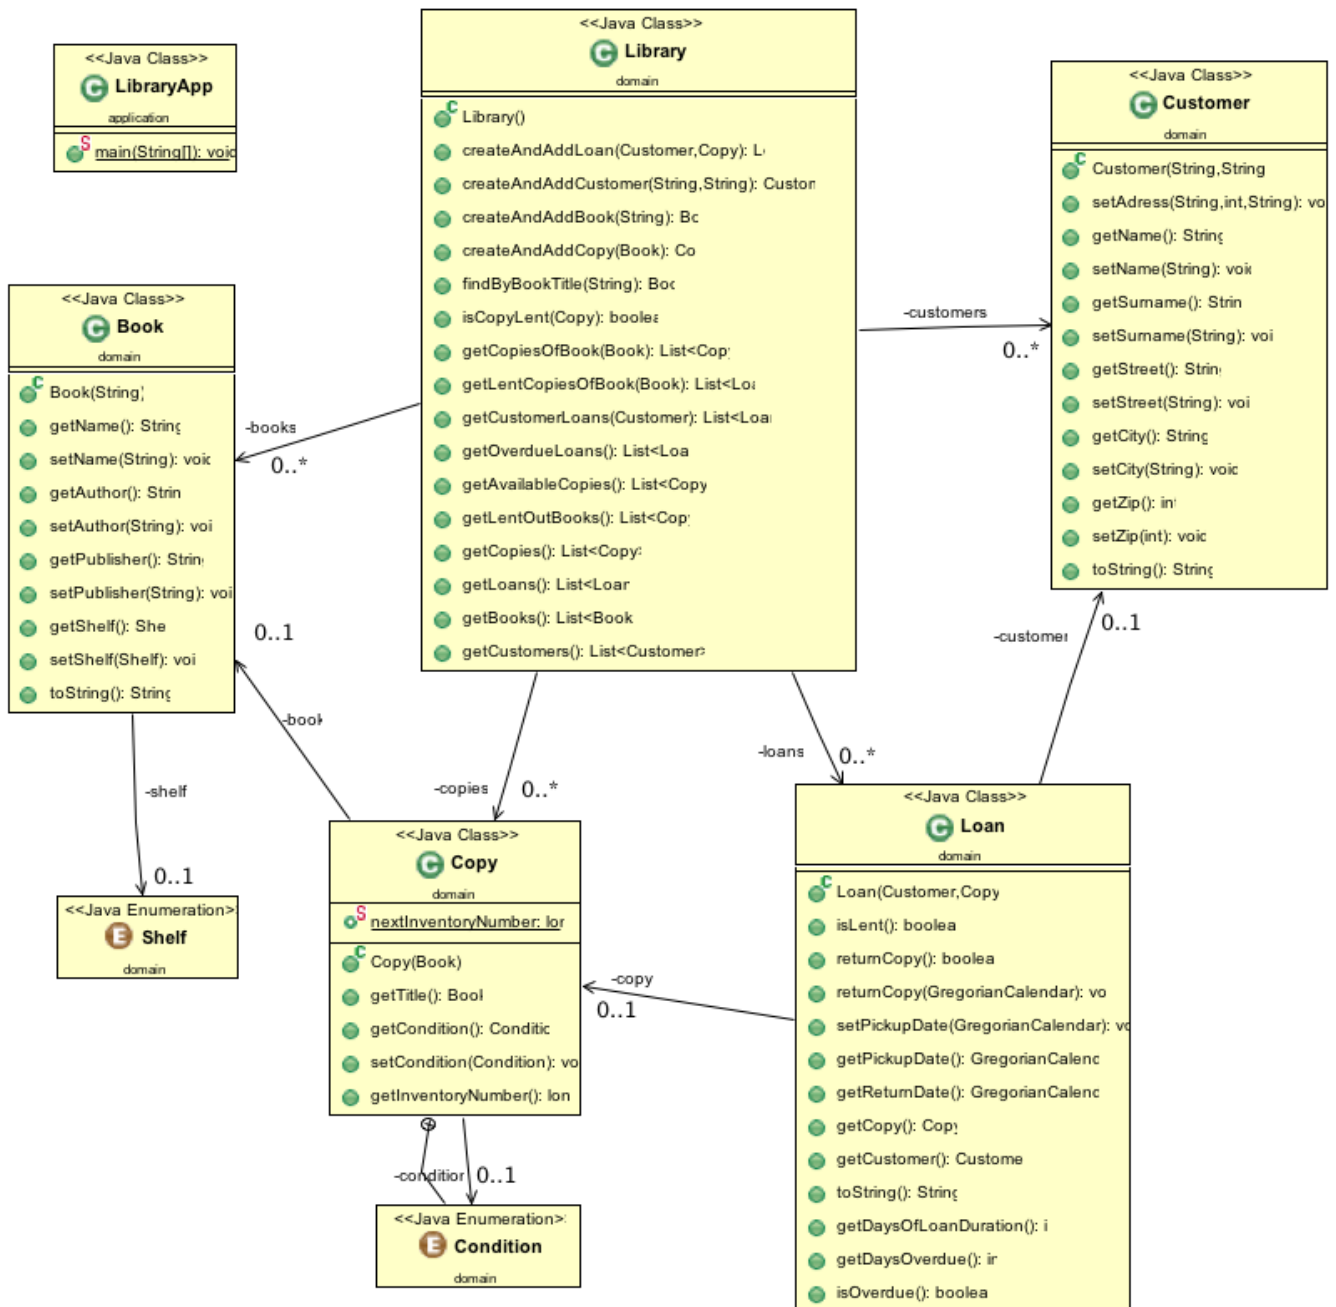 <<Java Class>>
LibraryApp
application
main(String[]): void
<<Java Class>>
Library
domain
Library()
createAndAddLoan(Customer,Copy): L
createAndAddCustomer(String,String): Custon
createAndAddBook(String): Bc
createAndAddCopy(Book): Co
findByBookTitle(String): Boc
isCopyLent(Copy): boolea
getCopiesOfBook(Book): List<Cop
getLentCopiesOfBook(Book): List<Loa
getCustomerLoans(Customer): List<Loa
getOverdueLoans(): List<Loa
getAvailableCopies(): List<Copy
getLentOutBooks(): List<Cop
getCopies(): List<Copy
getLoans(): List<Loar
getBooks(): List<Book
getCustomers(): List<Customer>
<<Java Class>>
Customer
domain
Customer(String,String
setAdress(String,int,String): vo
getName(): String
setName(String): voi
getSurname(): Strin
setSurname(String): voi
getStreet(): Strin
setStreet(String): voi
getCity(): String
setCity(String): voic
getZip(): in
setZip(int): voic
toString(): String
<<Java Class>>
Book
domain
Book(String)
getName(): String
setName(String): voic
getAuthor(): Strin
setAuthor(String): voi
getPublisher(): Strin
setPublisher(String): voi
getShelf(): She
setShelf(Shelf): voi
toString(): String
-customers
0..*
-books
0..*
0..1
-book
-customer
0..1
-loans
0..*
-copies
0..*
-shelf
0..1
<<Java Enumeration>
Shelf
domain
<<Java Class>>
Copy
domain
nextInventoryNumber: lor
Copy(Book)
getTitle(): Bool
getCondition(): Conditic
setCondition(Condition): vo
getInventoryNumber(): lon
-copy
0..1
<<Java Class>>
Loan
domain
Loan(Customer,Copy
isLent(): boolea
returnCopy(): boolea
returnCopy(GregorianCalendar): vo
setPickupDate(GregorianCalendar): vo
getPickupDate(): GregorianCalenc
getReturnDate(): GregorianCalenc
getCopy(): Copy
getCustomer(): Custome
toString(): String
getDaysOfLoanDuration(): i
getDaysOverdue(): ir
isOverdue(): boolea
-condition
0..1
<<Java Enumeration>
Condition
domain